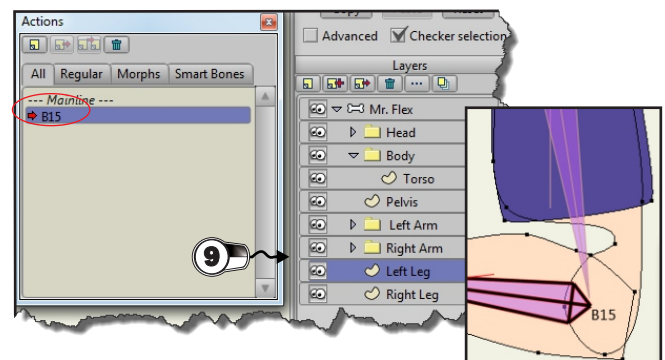 Actions
All Regular Morphs Smart Bones
--- Mainline ---
B15
Advanced Checker selection
Layers
Mr. Flex
Head
Body
Torso
Pelvis
Left Arm
Right Arm
9
Left Leg
Right Leg
B15